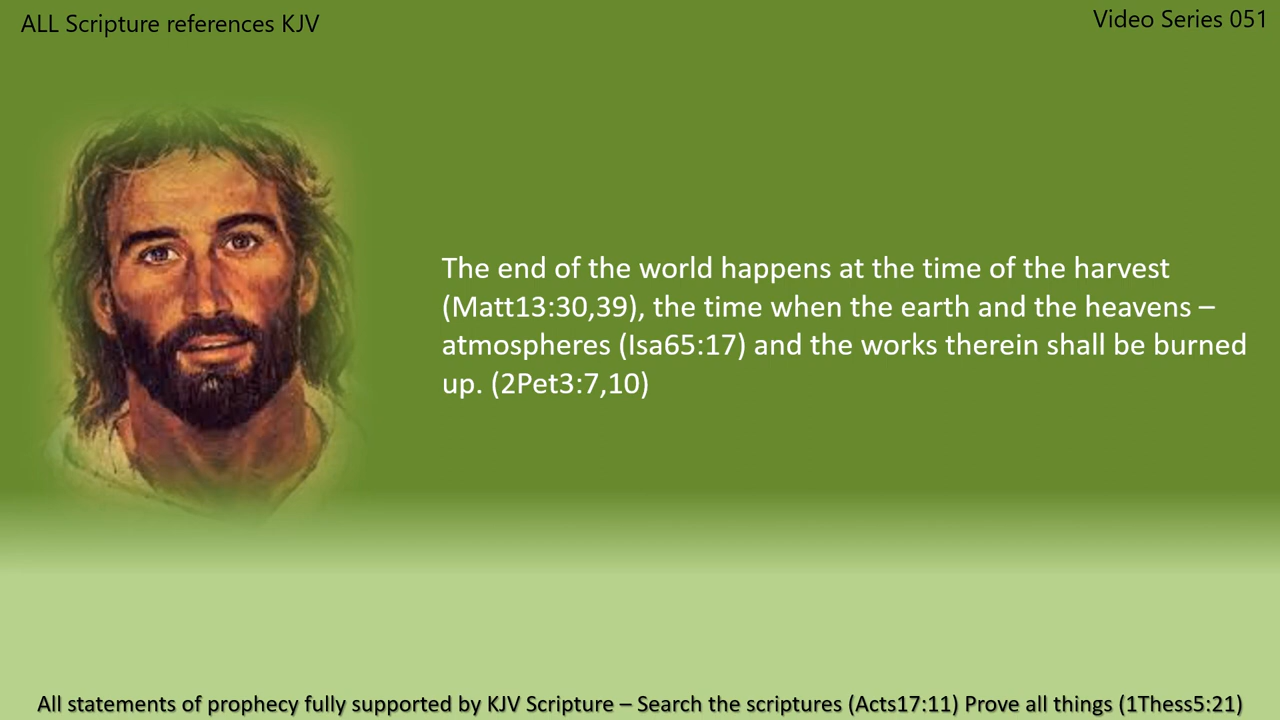 ALL Scripture references KJV
Video Series 051
The end of the world happens at the time of the harvest
(Matt13:30,39), the time when the earth and the heavens –
atmospheres (Isa65:17) and the works therein shall be burned
up. (2Pet3:7,10)
All statements of prophecy fully supported by KJV Scripture – Search the scriptures (Acts17:11) Prove all things (1Thess5:21)